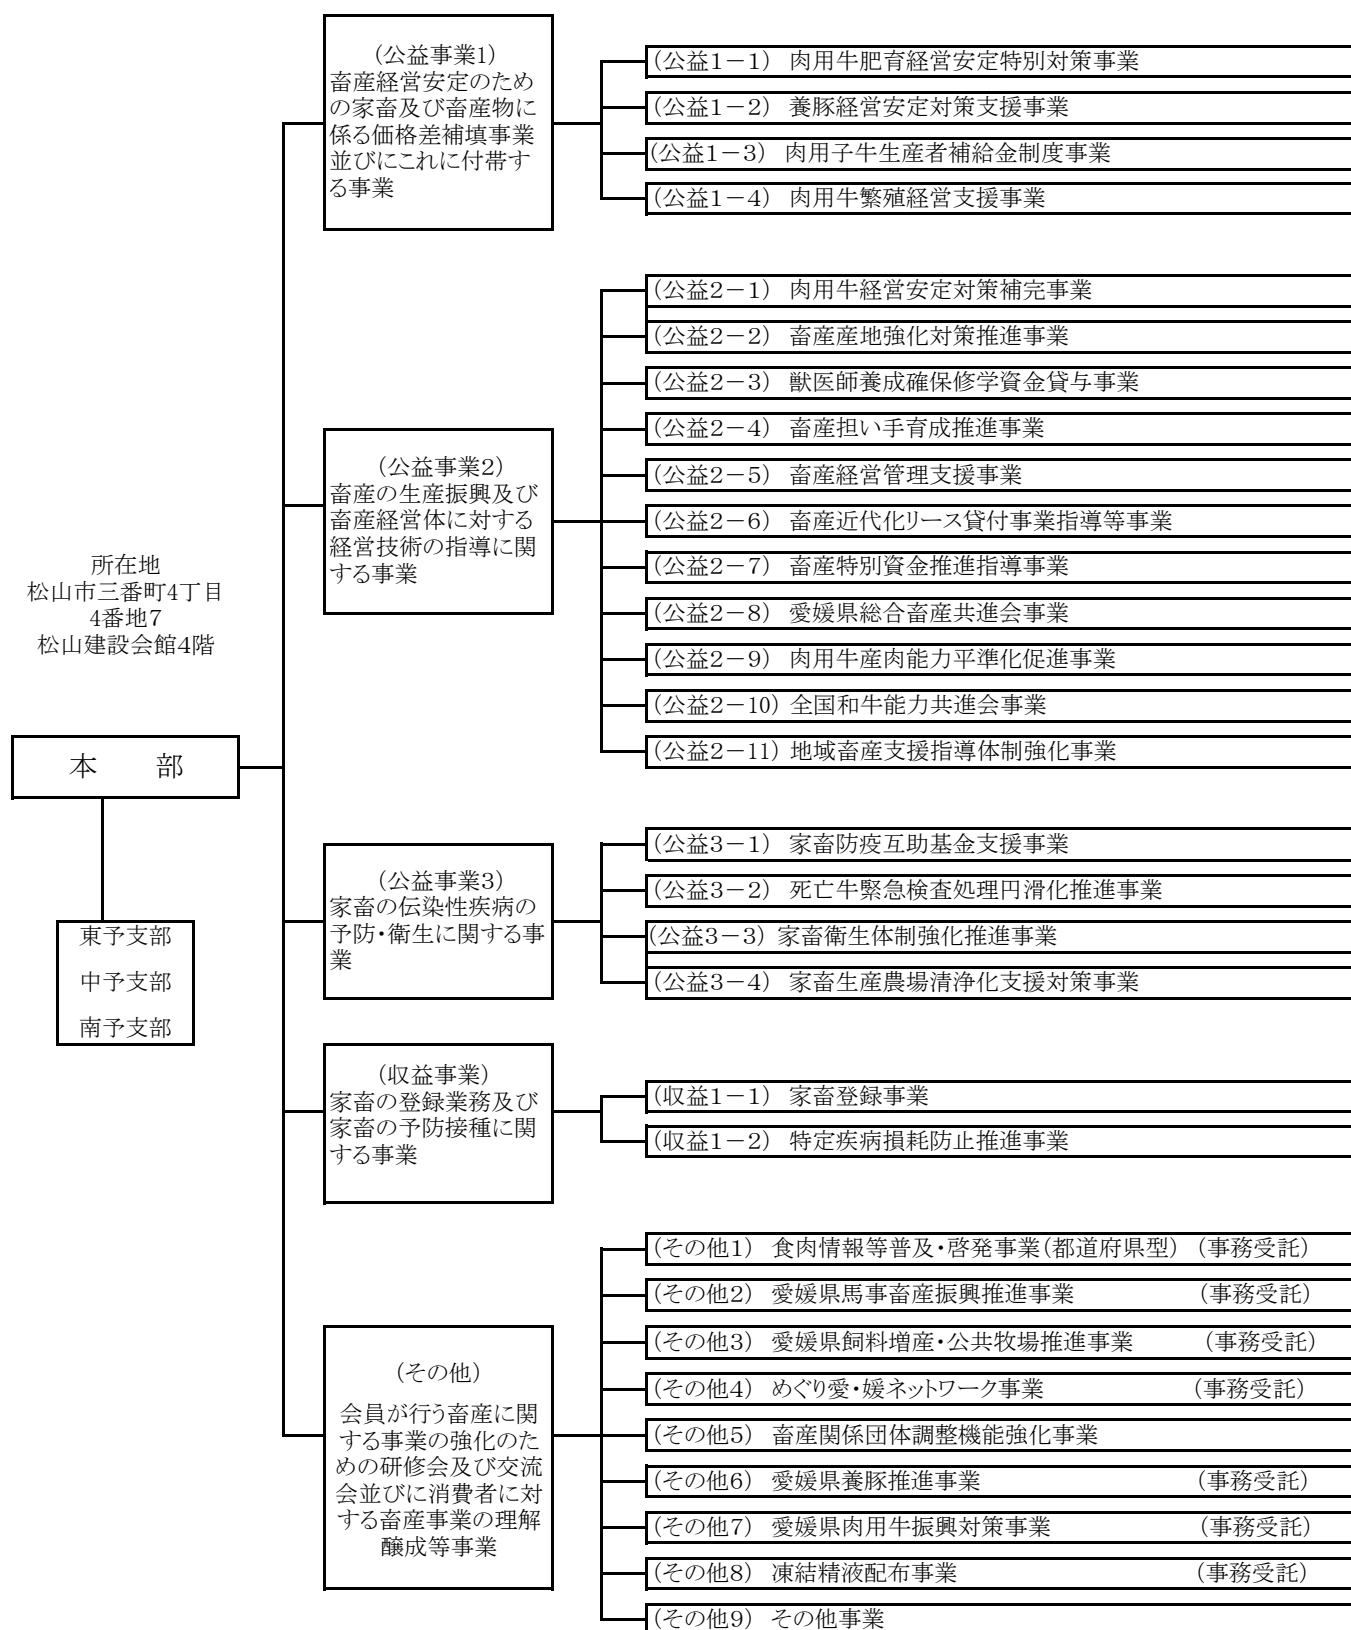 所在地
松山市三番町4丁目
4番地7
松山建設会館4階
本　部
東予支部
中予支部
南予支部
(公益事業1)
畜産経営安定のため
の家畜及び畜産物に
係る価格差補填事業
並びにこれに付帯す
る事業
(公益1－1) 肉用牛肥育経営安定特別対策事業
(公益1－2) 養豚経営安定対策支援事業
(公益1－3) 肉用子牛生産者補給金制度事業
(公益1－4) 肉用牛繁殖経営支援事業
(公益事業2)
畜産の生産振興及び
畜産経営体に対する
経営技術の指導に関
する事業
(公益2－1) 肉用牛経営安定対策補完事業
(公益2－2) 畜産産地強化対策推進事業
(公益2－3) 獣医師養成確保修学資金貸与事業
(公益2－4) 畜産担い手育成推進事業
(公益2－5) 畜産経営管理支援事業
(公益2－6) 畜産近代化リース貸付事業指導等事業
(公益2－7) 畜産特別資金推進指導事業
(公益2－8) 愛媛県総合畜産共進会事業
(公益2－9) 肉用牛産肉能力平準化促進事業
(公益2－10) 全国和牛能力共進会事業
(公益2－11) 地域畜産支援指導体制強化事業
(公益事業3)
家畜の伝染性疾病の
予防・衛生に関する事
業
(公益3－1) 家畜防疫互助基金支援事業
(公益3－2) 死亡牛緊急検査処理円滑化推進事業
(公益3－3) 家畜衛生体制強化推進事業
(公益3－4) 家畜生産農場清浄化支援対策事業
(収益事業)
家畜の登録業務及び
家畜の予防接種に関
する事業
(収益1－1) 家畜登録事業
(収益1－2) 特定疾病損耗防止推進事業
(その他)
会員が行う畜産に関
する事業の強化のた
めの研修会及び交流
会並びに消費者に対
する畜産事業の理解
醸成等事業
(その他1) 食肉情報等普及・啓発事業(都道府県型) (事務受託)
(その他2) 愛媛県馬事畜産振興推進事業 (事務受託)
(その他3) 愛媛県飼料増産・公共牧場推進事業 (事務受託)
(その他4) めぐり愛・媛ネットワーク事業 (事務受託)
(その他5) 畜産関係団体調整機能強化事業
(その他6) 愛媛県養豚推進事業 (事務受託)
(その他7) 愛媛県肉用牛振興対策事業 (事務受託)
(その他8) 凍結精液配布事業 (事務受託)
(その他9) その他事業